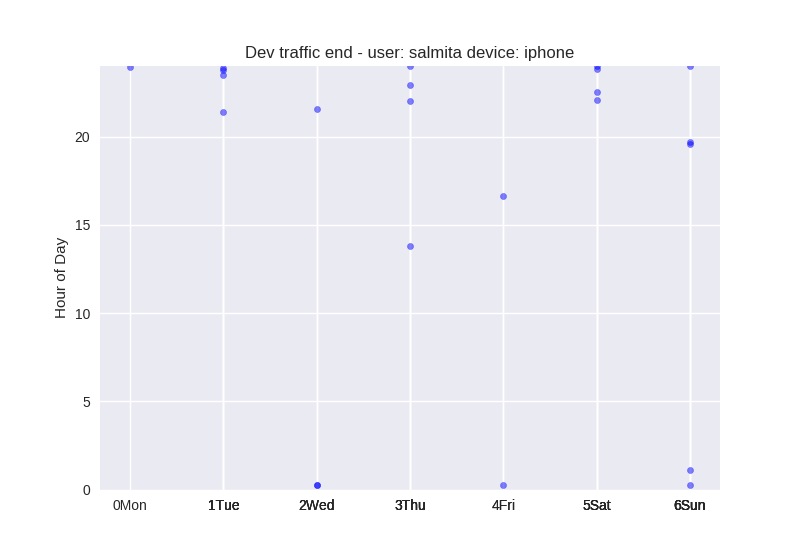 Dev traffic end - user: salmita device: iphone
20
15
10
5
0
Hour of Day
0Mon 1Tue 2Wed 3Thu 4Fri 5Sat 6Sun